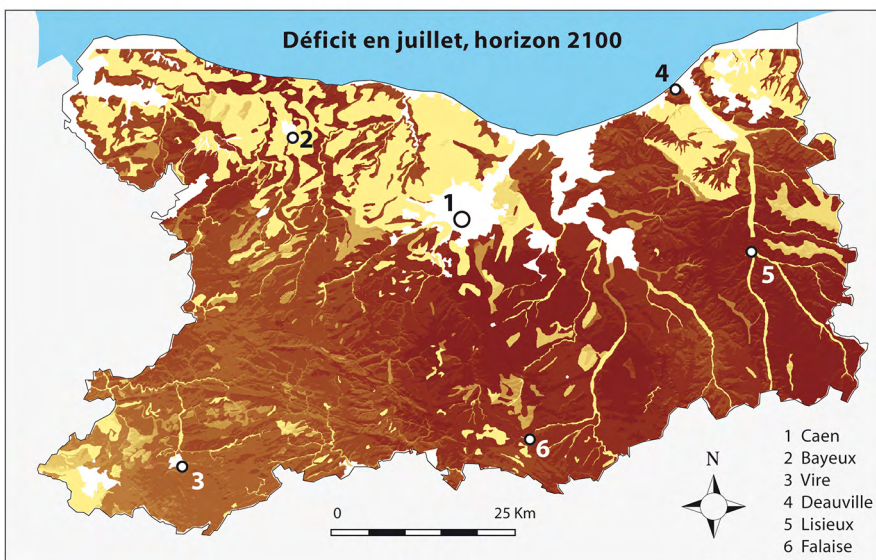 Déficit en juillet, horizon 2100
4
2
1
5
6
3
N
0 25 Km
1 Caen
2 Bayeux
3 Vire
4 Deauville
5 Lisieux
6 Falaise